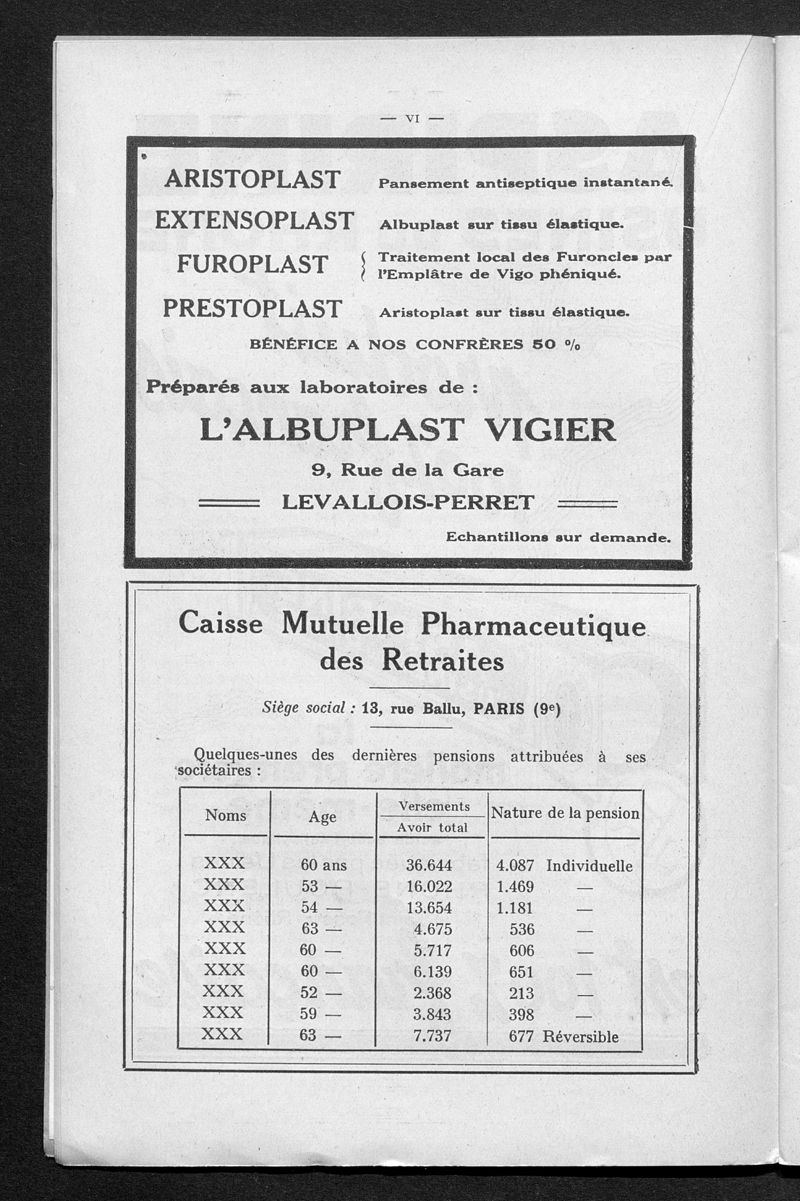 — VI —
ARISTOPLAST Pansement antiseptique instantané.
EXTENSOPLAST Albuplast sur tissu élastique.
FUROPLAST { Traitement local des Furoncles par
l'Emplâtre de Vigo phéniqué.
PRESTOPLAST Aristoplast sur tissu élastique.
BÉNÉFICE A NOS CONFRÈRES 50 %
Préparés aux laboratoires de :
L'ALBUPLAST VIGIER
9, Rue de la Gare
LEVALLOIS-PERRET
Echantillons sur demande.
Caisse Mutuelle Pharmaceutique
des Retraites
Siège social : 13, rue Ballu, PARIS (9e)
Quelques-unes des dernières pensions attribuées à ses
sociétaires :
Noms Age Versements Nature de la pension
Avoir total
XXX 60 ans 36.644 4.087 Individuelle
XXX 53 — 16.022 1.469 —
XXX 54 — 13.654 1.181 —
XXX 63 — 4.675 536 —
XXX 60 — 5.717 606 —
XXX 60 — 6.139 651 —
XXX 52 — 2.368 213 —
XXX 59 — 3.843 398 —
XXX 63 — 7.737 677 Réversible